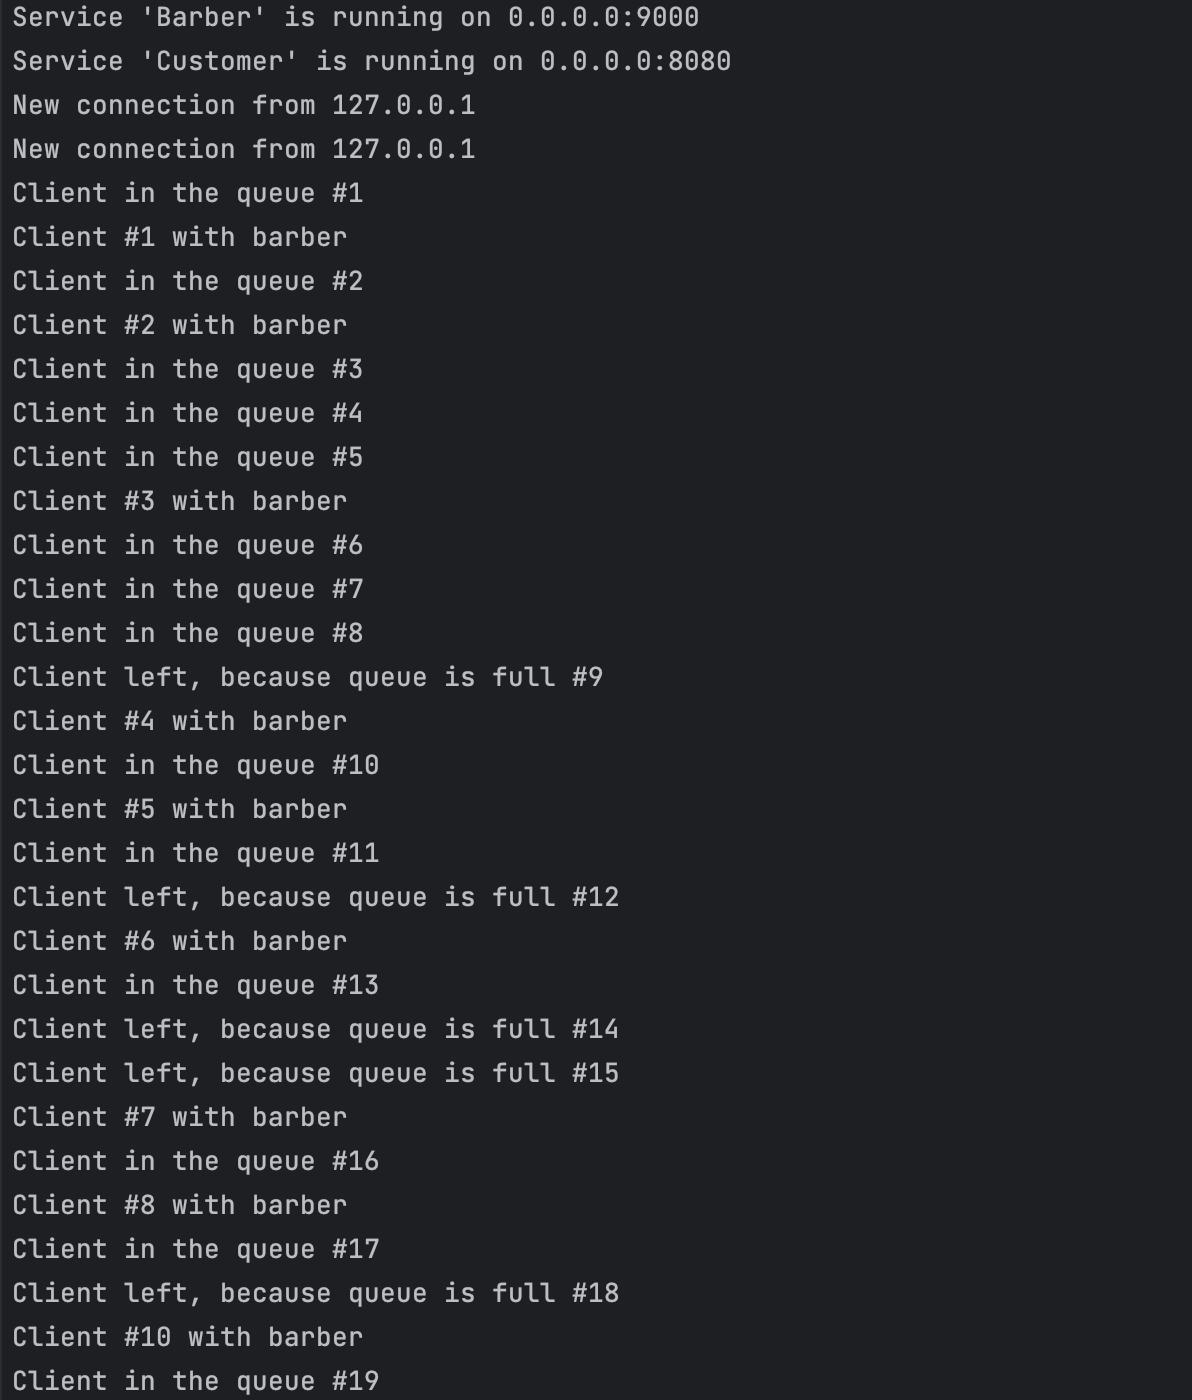 Service 'Barber' is running on 0.0.0.0:9000
Service 'Customer' is running on 0.0.0.0:8080
New connection from 127.0.0.1
New connection from 127.0.0.1
Client in the queue #1
Client #1 with barber
Client in the queue #2
Client #2 with barber
Client in the queue #3
Client in the queue #4
Client in the queue #5
Client #3 with barber
Client in the queue #6
Client in the queue #7
Client in the queue #8
Client left, because queue is full #9
Client #4 with barber
Client in the queue #10
Client #5 with barber
Client in the queue #11
Client left, because queue is full #12
Client #6 with barber
Client in the queue #13
Client left, because queue is full #14
Client left, because queue is full #15
Client #7 with barber
Client in the queue #16
Client #8 with barber
Client in the queue #17
Client left, because queue is full #18
Client #10 with barber
Client in the queue #19